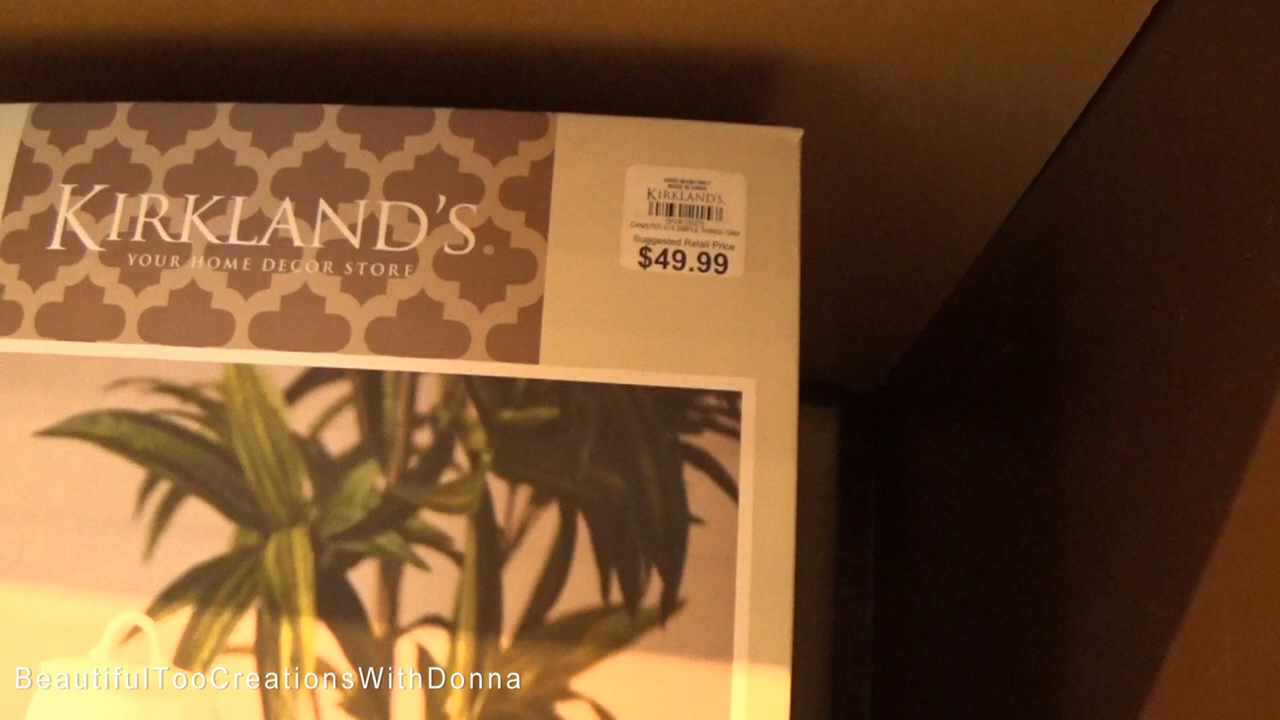 KIRKLAND'S
YOUR HOME DECOR STORE
KIRKLAND'S
Suggested Retail Price
$49.99
BeautifulTooCreationsWithDonna